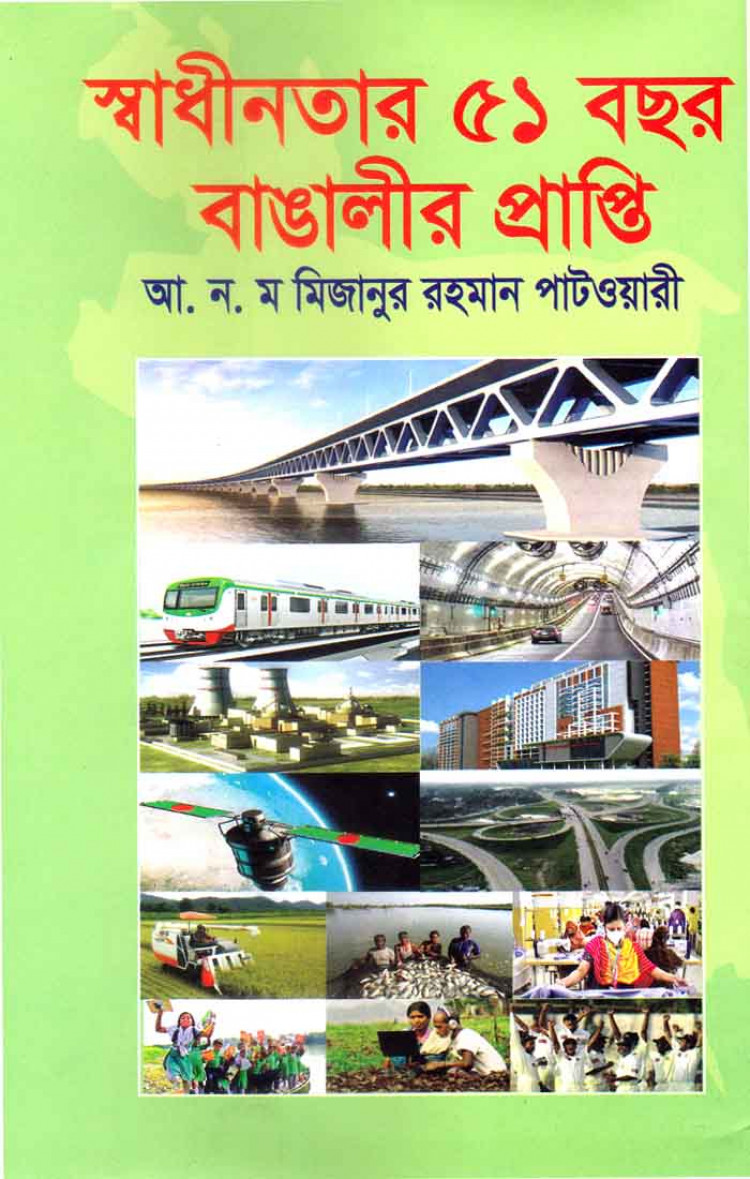 স্বাধীনতার ৫১ বছর
বাঙালীর প্রাপ্তি
আ. ন. ম মিজানুর রহমান পাটওয়ারী